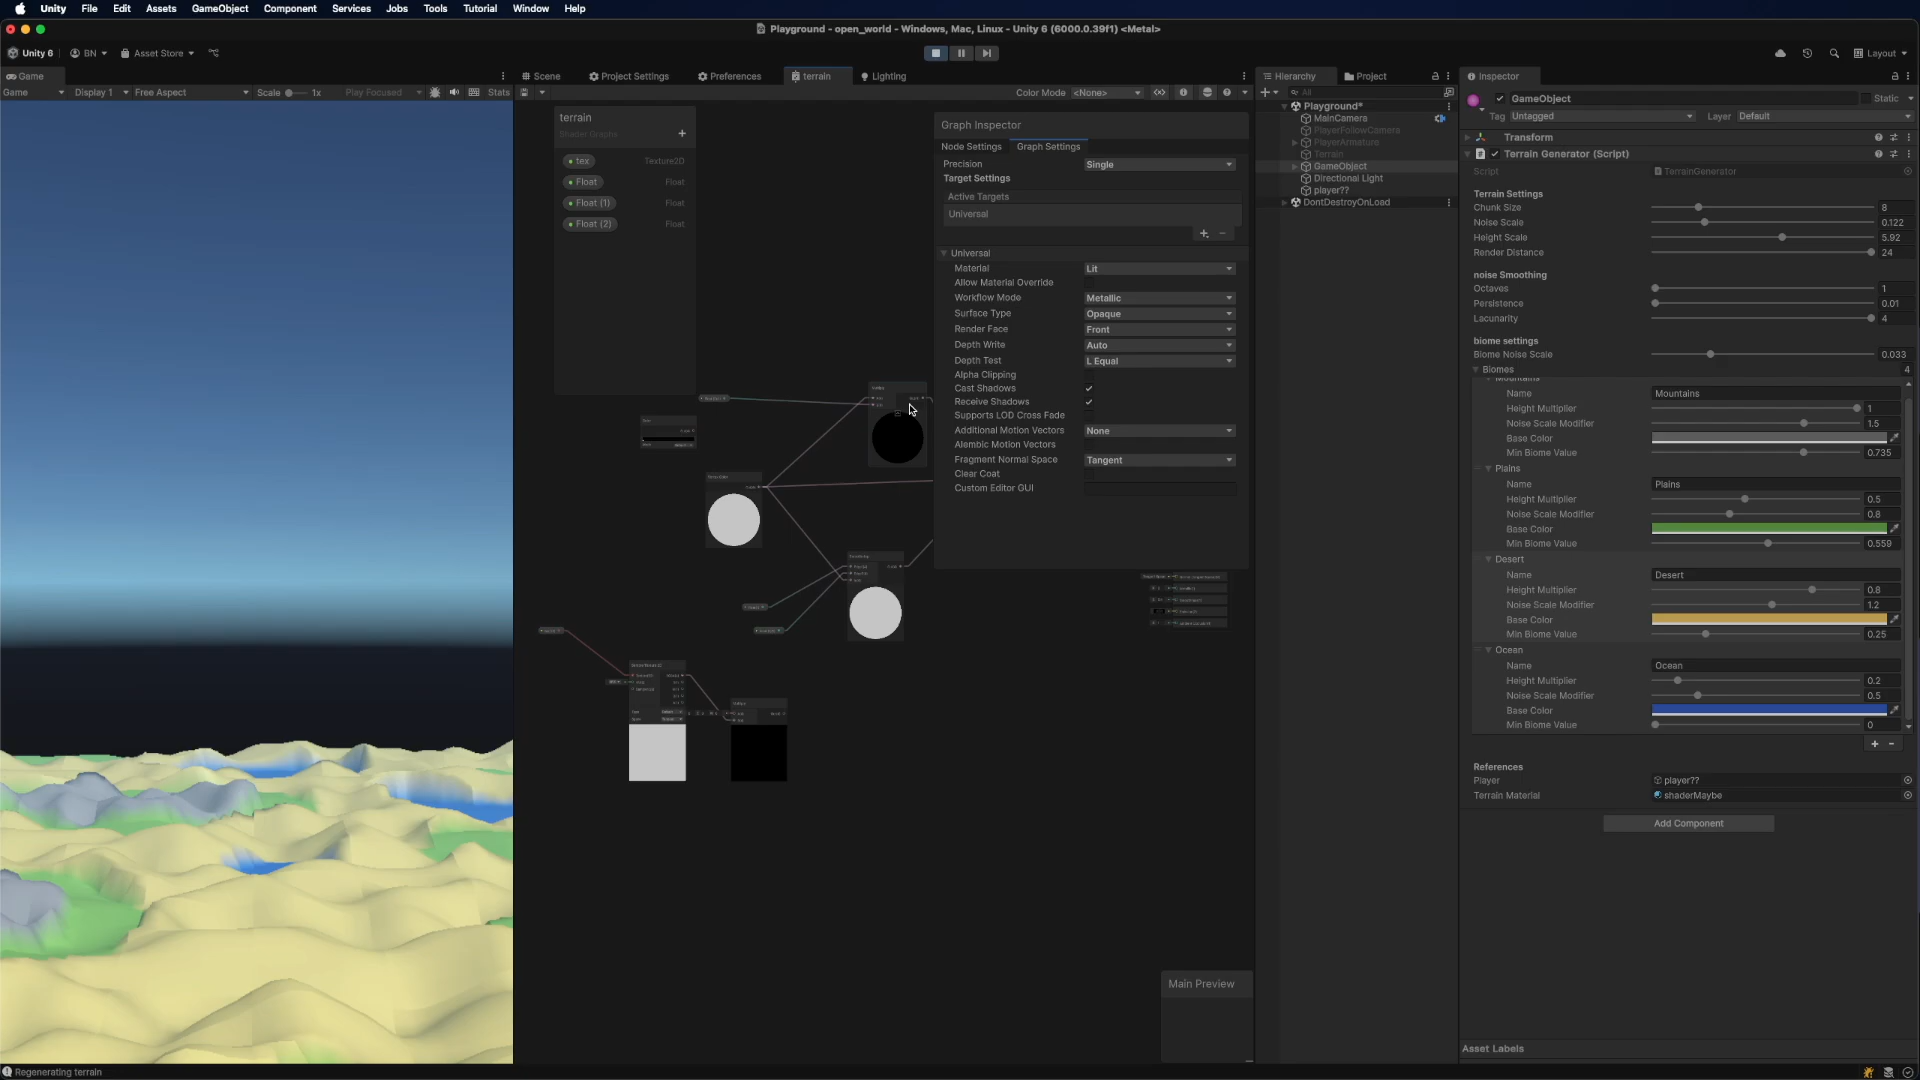 Unity File Edit Assets GameObject Component Services Jobs Tools Tutorial Window Help
Playground - open_world - Windows, Mac, Linux - Unity 6 (6000.0.39f1) <Metal>
Unity 6 BN Asset Store Layout
Game
Scene Project Settings Preferences terrain Lighting
Hierarchy Project
Inspector
Game Display 1 Free Aspect Scale 1x Play Focused Stats
Color Mode <None>
All
terrain
Shader Graphs
tex Texture2D
Float Float
Float (1) Float
Float (2) Float
Graph Inspector
Node Settings Graph Settings
Precision Single
Target Settings
Active Targets
Universal
Universal
Material Lit
Allow Material Override
Workflow Mode Metallic
Surface Type Opaque
Render Face Front
Depth Write Auto
Depth Test L Equal
Alpha Clipping
Cast Shadows
Receive Shadows
Supports LOD Cross Fade
Additional Motion Vectors None
Alembic Motion Vectors
Fragment Normal Space Tangent
Clear Coat
Custom Editor GUI
Main Preview
Playground*
MainCamera
PlayerFollowCamera
PlayerArmature
Terrain
GameObject
Directional Light
player??
DontDestroyOnLoad
GameObject Static
Tag Untagged Layer Default
Transform
Terrain Generator (Script)
Script TerrainGenerator
Terrain Settings
Chunk Size 8
Noise Scale 0.122
Height Scale 5.92
Render Distance 24
noise Smoothing
Octaves 1
Persistence 0.01
Lacunarity 4
biome settings
Biome Noise Scale 0.033
Biomes 4
Mountains
Name Mountains
Height Multiplier 1
Noise Scale Modifier 1.5
Base Color
Min Biome Value 0.735
Plains
Name Plains
Height Multiplier 0.5
Noise Scale Modifier 0.8
Base Color
Min Biome Value 0.559
Desert
Name Desert
Height Multiplier 0.8
Noise Scale Modifier 1.2
Base Color
Min Biome Value 0.25
Ocean
Name Ocean
Height Multiplier 0.2
Noise Scale Modifier 0.5
Base Color
Min Biome Value 0
References
Player player??
Terrain Material shaderMaybe
Add Component
Asset Labels
Regenerating terrain